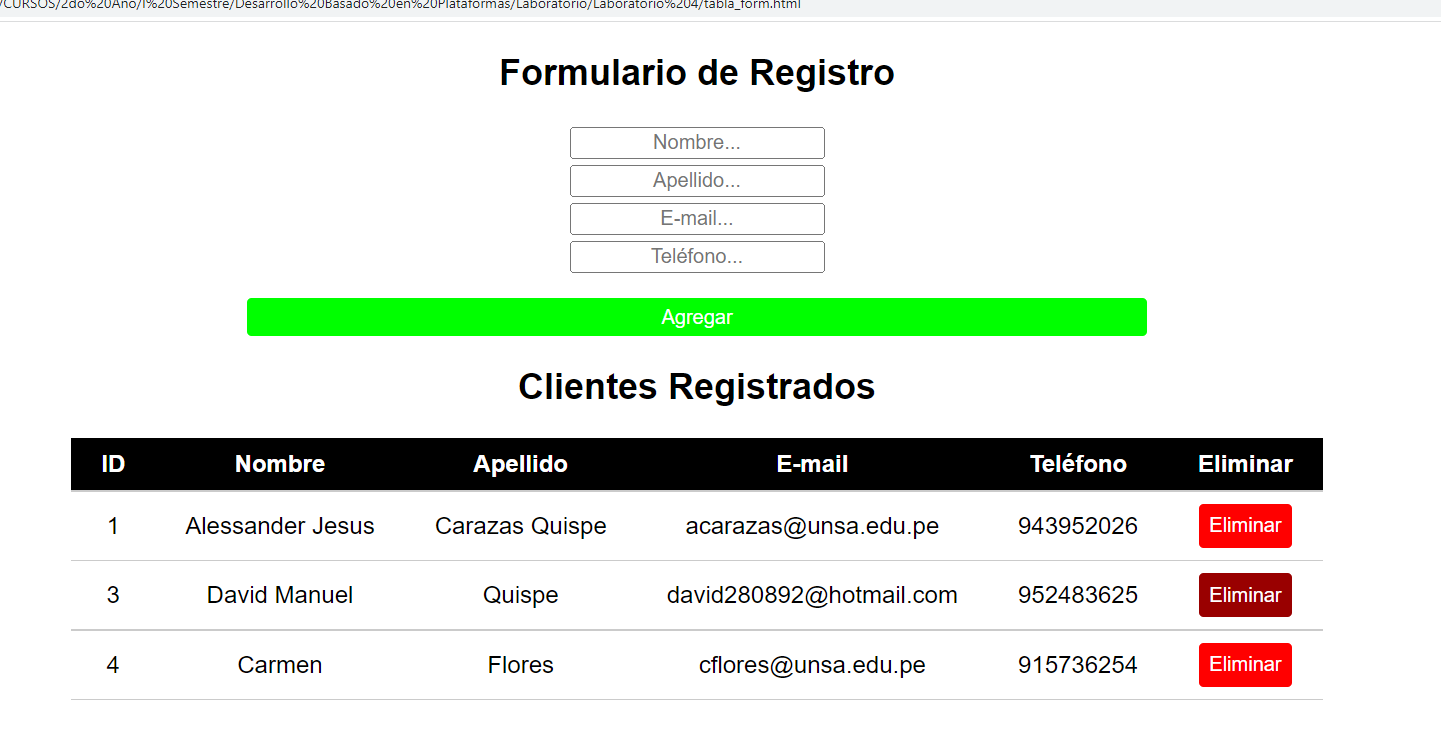 /CURSOS/2do%20Año/I%20Semestre/Desarrollo%20Basado%20en%20Plataformas/Laboratorio/Laboratorio%204/tabla_form.html
Formulario de Registro
Nombre...
Apellido...
E-mail...
Teléfono...
Agregar
Clientes Registrados
ID Nombre Apellido E-mail Teléfono Eliminar
1 Alessander Jesus Carazas Quispe acarazas@unsa.edu.pe 943952026 Eliminar
3 David Manuel Quispe david280892@hotmail.com 952483625 Eliminar
4 Carmen Flores cflores@unsa.edu.pe 915736254 Eliminar